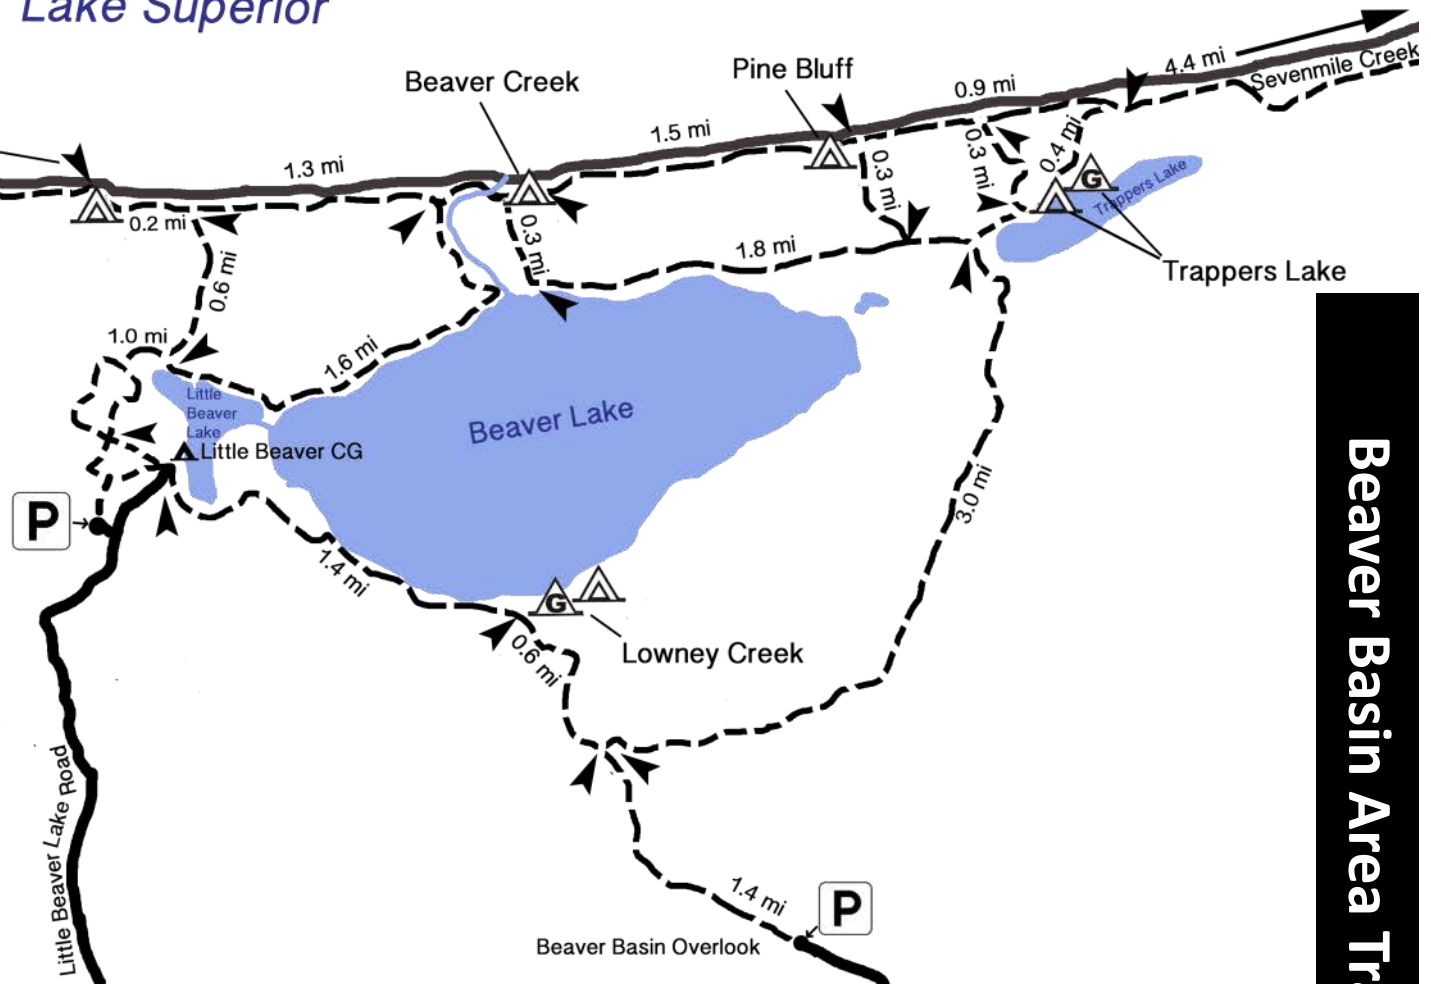 Lake Superior
Beaver Creek
Pine Bluff
4.4 mi
Sevenmile Creek
0.9 mi
1.5 mi
1.3 mi
0.2 mi
0.3 mi
0.3 mi
0.3 mi
0.4 mi
G
Trappers Lake
Trappers Lake
1.8 mi
0.6 mi
1.0 mi
1.6 mi
Little
Beaver
Lake
Little Beaver CG
Beaver Lake
P
3.0 mi
1.4 mi
G
Lowney Creek
0.6 mi
Little Beaver Lake Road
1.4 mi
P
Beaver Basin Overlook
Beaver Basin Area Tr